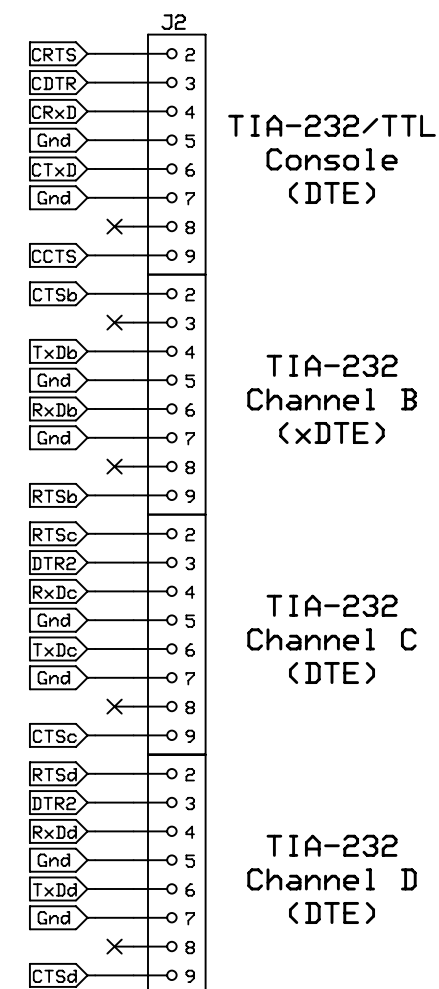 J2
CRTS 2
CDTR 3
CRxD 4
Gnd 5
CTxD 6
Gnd 7
8
CCTS 9
TIA-232/TTL
Console
(DTE)
CTSb 2
3
TxDb 4
Gnd 5
RxDb 6
Gnd 7
8
RTSb 9
TIA-232
Channel B
(xDTE)
RTSc 2
DTR2 3
RxDc 4
Gnd 5
TxDc 6
Gnd 7
8
CTSc 9
TIA-232
Channel C
(DTE)
RTSd 2
DTR2 3
RxDd 4
Gnd 5
TxDd 6
Gnd 7
8
CTSd 9
TIA-232
Channel D
(DTE)